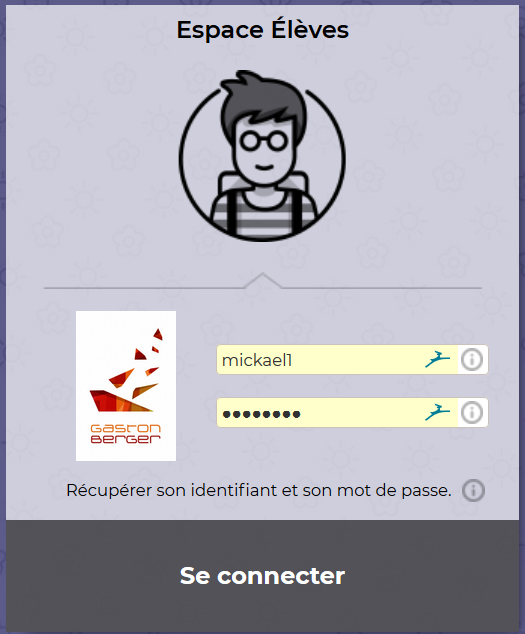 Espace Élèves
GASTON
BERGER
mickael1
●●●●●●●●
Récupérer son identifiant et son mot de passe.
Se connecter